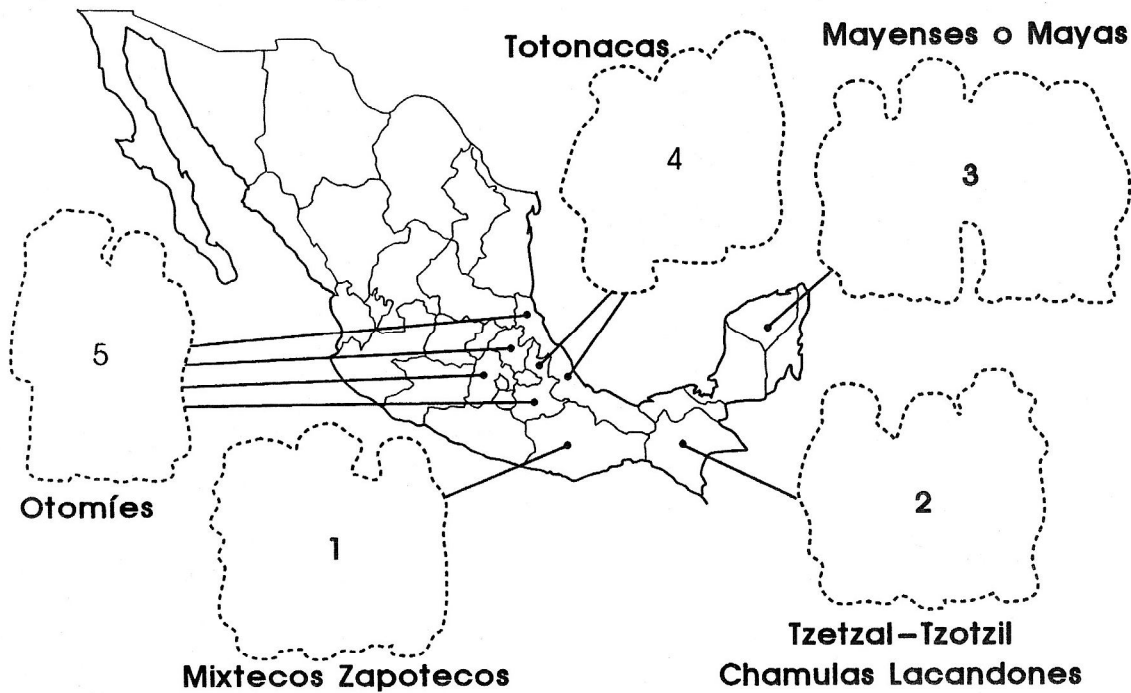 Totonacas
Mayenses o Mayas
4
3
5
2
Otomíes
1
Tzetzal-Tzotzil
Chamulas Lacandones
Mixtecos Zapotecos